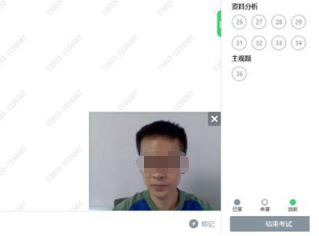 资料分析
26 27 28 29
31 32 33 34
主观题
36
已答 未答 当前
标记
结束考试